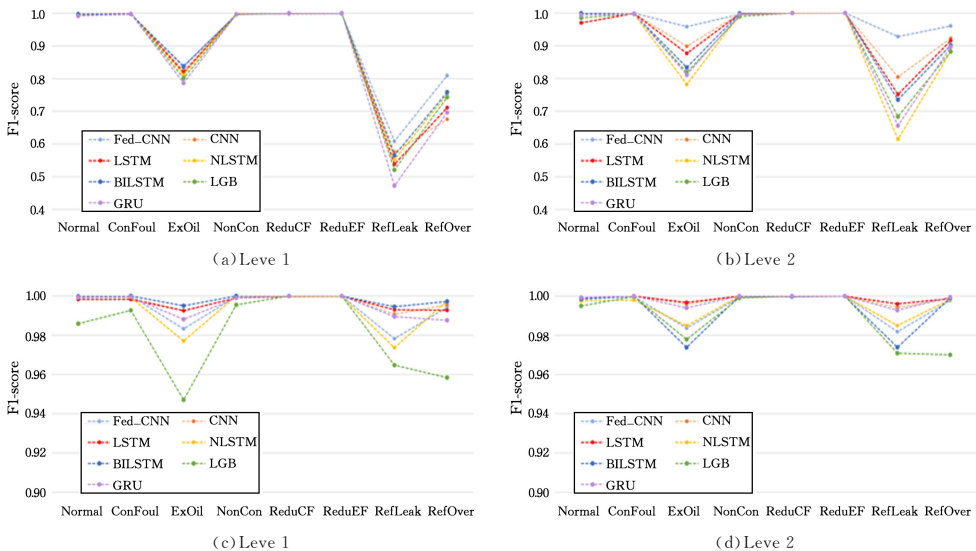 1.0
0.9
0.8
0.7
0.6
0.5
0.4
F1-score
Fed_CNN CNN
LSTM NLSTM
BILSTM LGB
GRU
Normal ConFoul ExOil NonCon ReduCF ReduEF RefLeak RefOver
(a) Leve 1
1.0
0.9
0.8
0.7
0.6
0.5
0.4
F1-score
Fed_CNN CNN
LSTM NLSTM
BILSTM LGB
GRU
Normal ConFoul ExOil NonCon ReduCF ReduEF RefLeak RefOver
(b) Leve 2
1.00
0.98
0.96
0.94
0.92
0.90
F1-score
Fed_CNN CNN
LSTM NLSTM
BILSTM LGB
GRU
Normal ConFoul ExOil NonCon ReduCF ReduEF RefLeak RefOver
(c) Leve 1
1.00
0.98
0.96
0.94
0.92
0.90
F1-score
Fed_CNN CNN
LSTM NLSTM
BILSTM LGB
GRU
Normal ConFoul ExOil NonCon ReduCF ReduEF RefLeak RefOver
(d) Leve 2